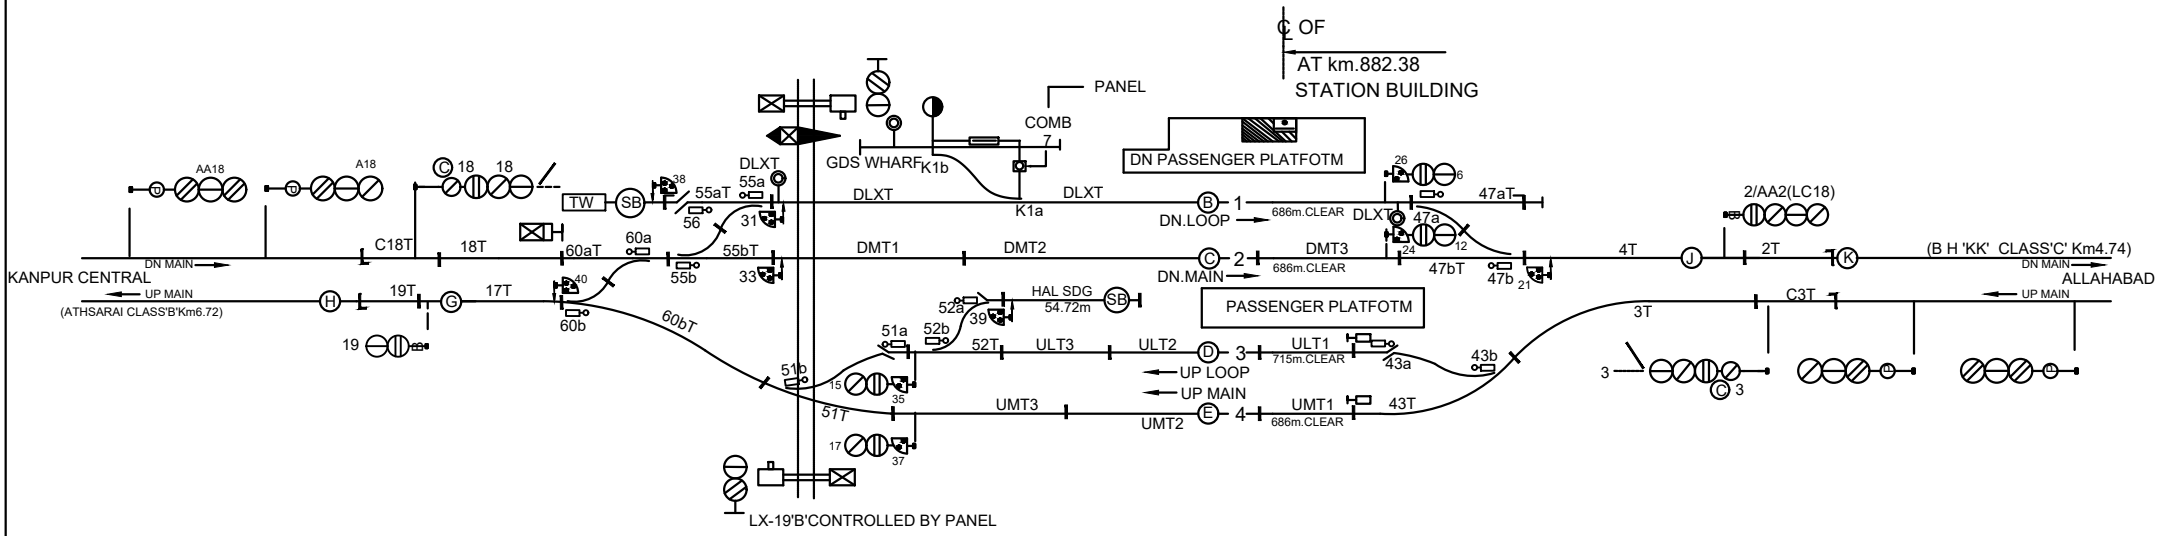 C L OF
AT km.882.38
STATION BUILDING
PANEL
COMB
7
GDS WHARF
K1b
K1a
DN PASSENGER PLATFOTM
AA18
A18
C 18 18
P
P
TW
SB
38
55aT
55a
DLXT
56
31
DLXT
DLXT
B 1
686m.CLEAR
DN.LOOP
DLXT
26
6
47aT
47a
2/AA2(LC18)
B
C18T
18T
60aT
60a
55b
55bT
33
DMT1
DMT2
C 2
DMT3
686m.CLEAR
DN.MAIN
24
12
47bT
47b
21
4T
J
2T
K
(B H 'KK' CLASS'C' Km4.74)
DN MAIN
DN MAIN
KANPUR CENTRAL
ALLAHABAD
UP MAIN
UP MAIN
(ATHSARAI CLASS'B'Km6.72)
H
19T
G
17T
40
60b
60bT
19
B
52a
HAL SDG
54.72m
SB
39
PASSENGER PLATFOTM
C3T
3T
51a
52b
52T
ULT3
ULT2
D 3
ULT1
715m.CLEAR
43a
43b
51b
15
35
UP LOOP
UP MAIN
3
C 3
P
P
51T
UMT3
UMT2
E 4
UMT1
686m.CLEAR
43T
17
37
LX-19'B'CONTROLLED BY PANEL